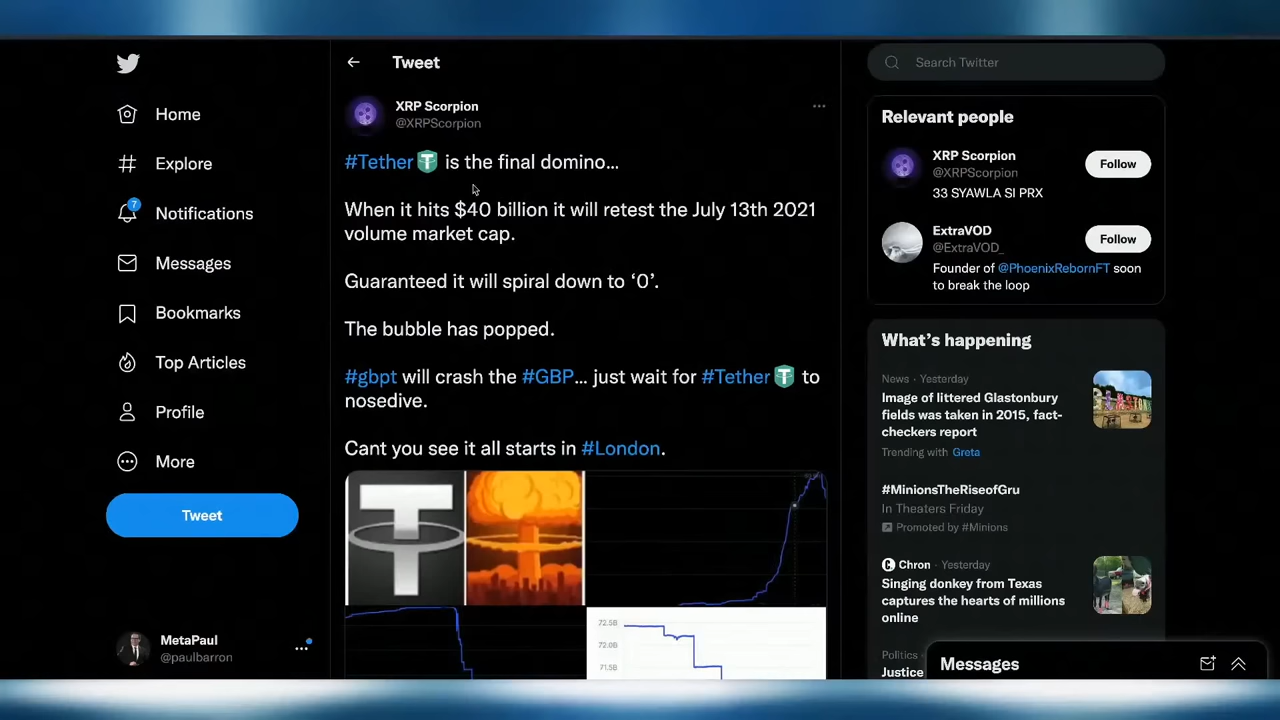 Home
Explore
7
Notifications
Messages
Bookmarks
Top Articles
Profile
More
Tweet
MetaPaul
@paulbarron
Tweet
XRP Scorpion
@XRPScorpion
#Tether is the final domino...
When it hits $40 billion it will retest the July 13th 2021
volume market cap.
Guaranteed it will spiral down to ‘0’.
The bubble has popped.
#gbpt will crash the #GBP... just wait for #Tether to
nosedive.
Cant you see it all starts in #London.
72.5B
72.0B
71.5B
Search Twitter
Relevant people
XRP Scorpion
@XRPScorpion
Follow
33 SYAWLA SI PRX
ExtraVOD
@ExtraVOD_
Follow
Founder of @PhoenixRebornFT soon
to break the loop
What’s happening
News · Yesterday
Image of littered Glastonbury
fields was taken in 2015, fact-
checkers report
Trending with Greta
#MinionsTheRiseofGru
In Theaters Friday
Promoted by #Minions
Chron · Yesterday
Singing donkey from Texas
captures the hearts of millions
online
Politics
Justice
Messages